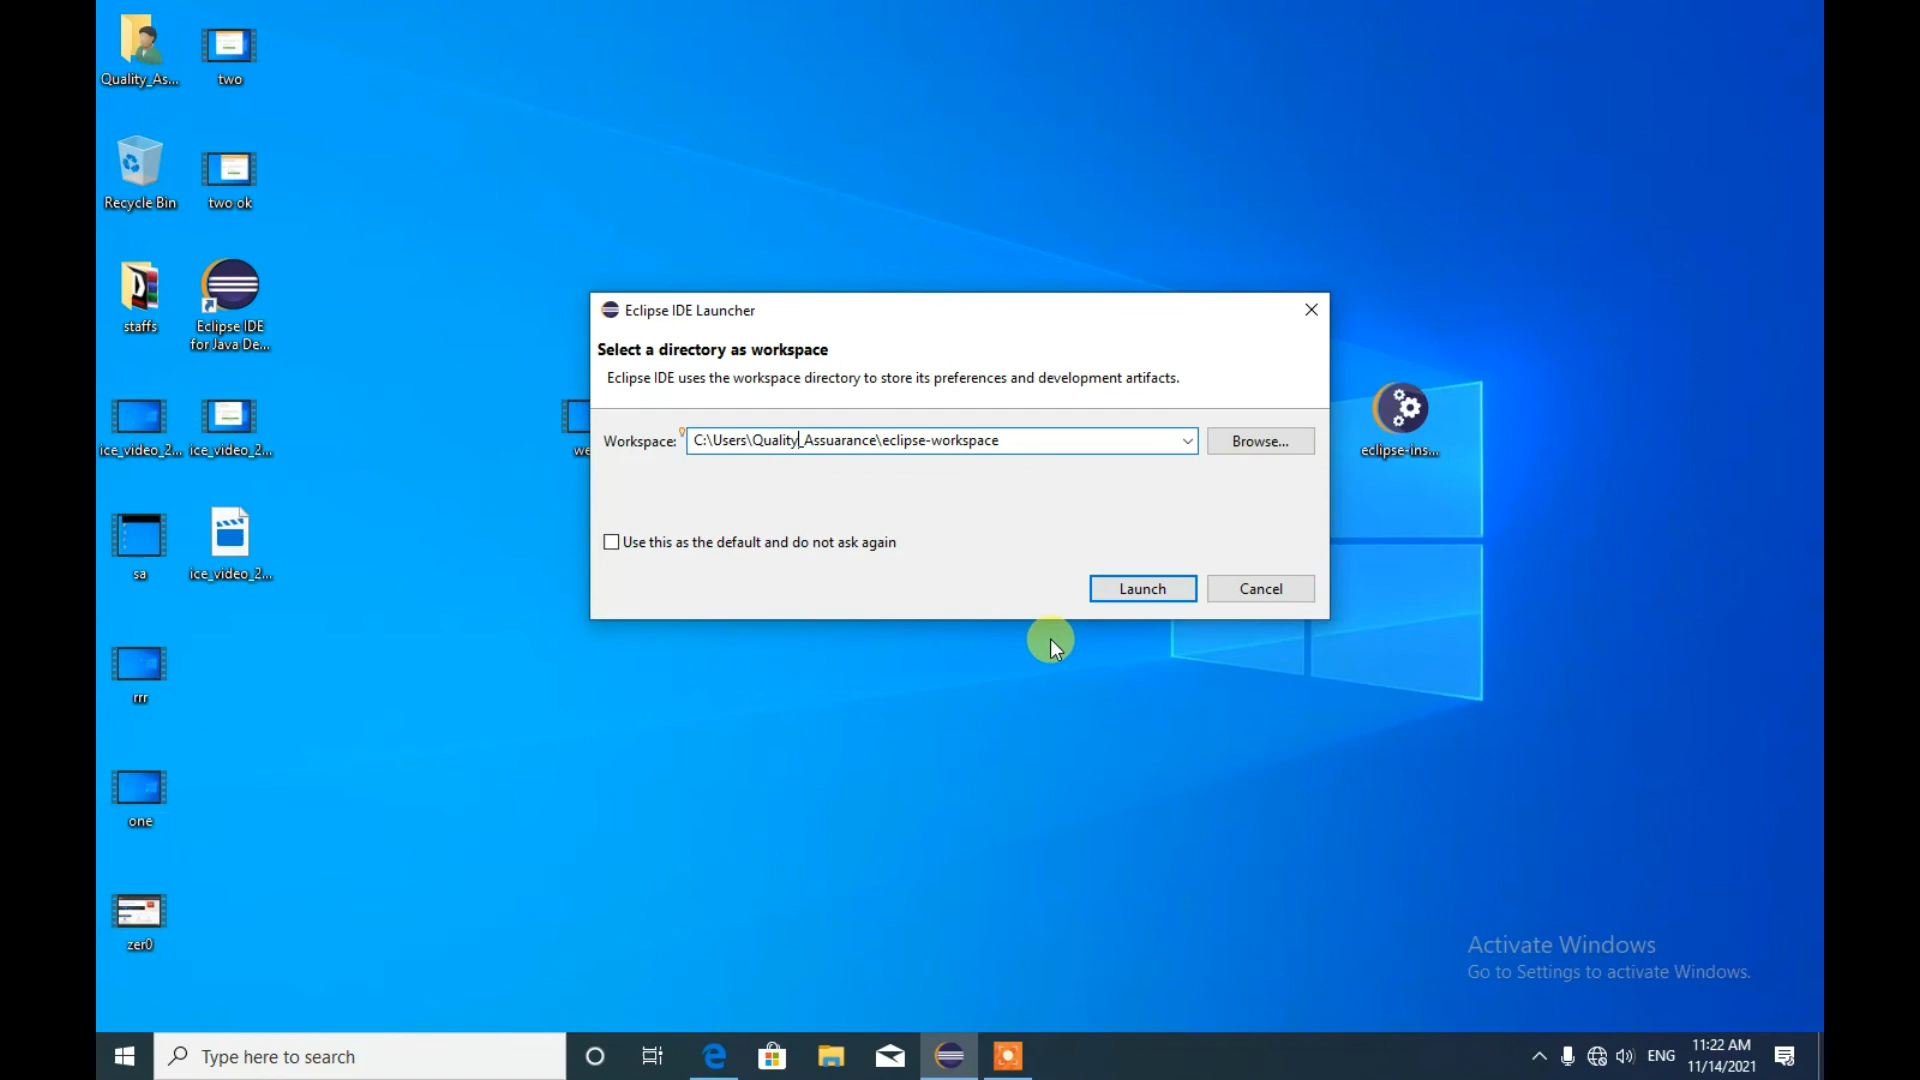 Quality_As...
two
Recycle Bin
two ok
staffs
Eclipse IDE
for Java De...
ice_video_2...
ice_video_2...
we
sa
ice_video_2...
rrr
one
zer0
Eclipse IDE Launcher
Select a directory as workspace
Eclipse IDE uses the workspace directory to store its preferences and development artifacts.
Workspace: C:\Users\Quality_Assuarance\eclipse-workspace
Browse...
Use this as the default and do not ask again
Launch
Cancel
eclipse-ins...
Activate Windows
Go to Settings to activate Windows.
Type here to search
ENG
11:22 AM
11/14/2021